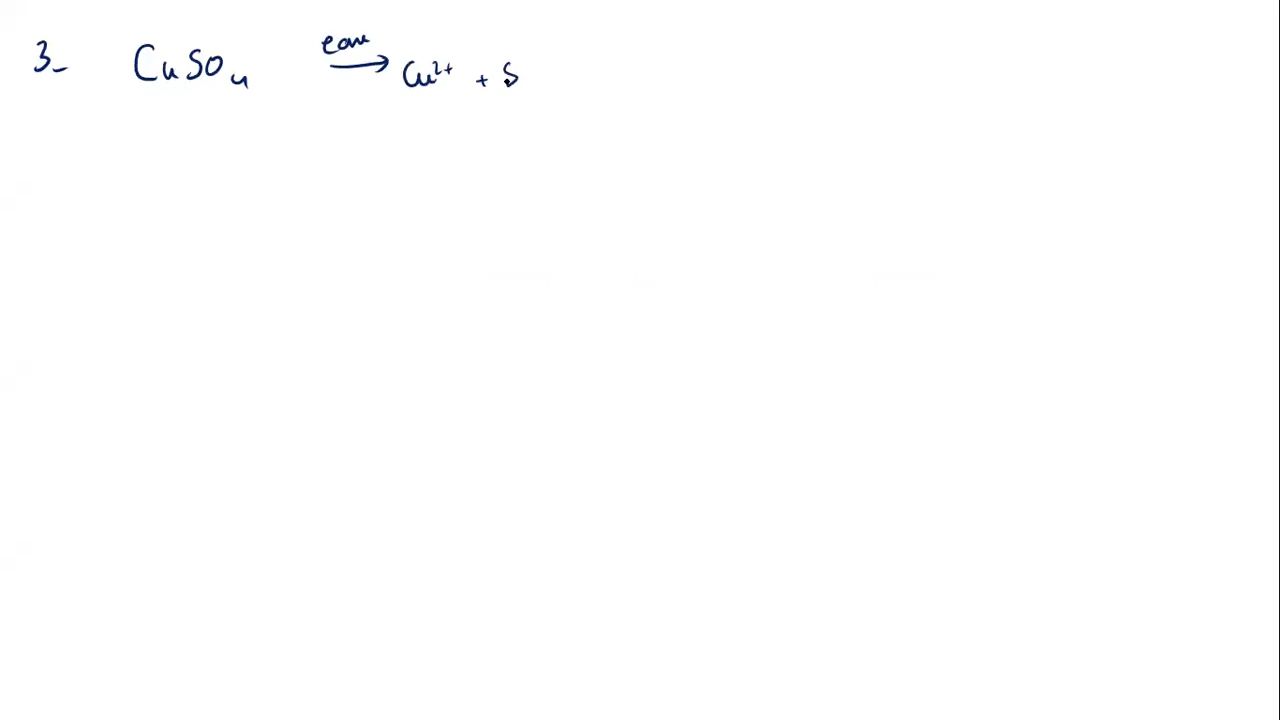 3- CuSO₄ eau → Cu²⁺ + S